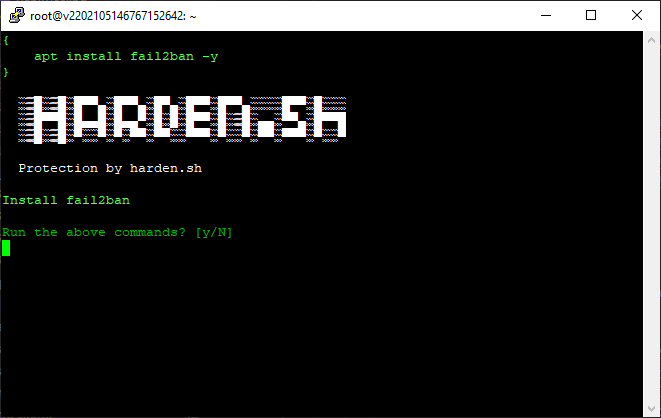 root@v2202105146767152642: ~
{
    apt install fail2ban -y
}
HARDEN.Sh
Protection by harden.sh
Install fail2ban
Run the above commands? [y/N]